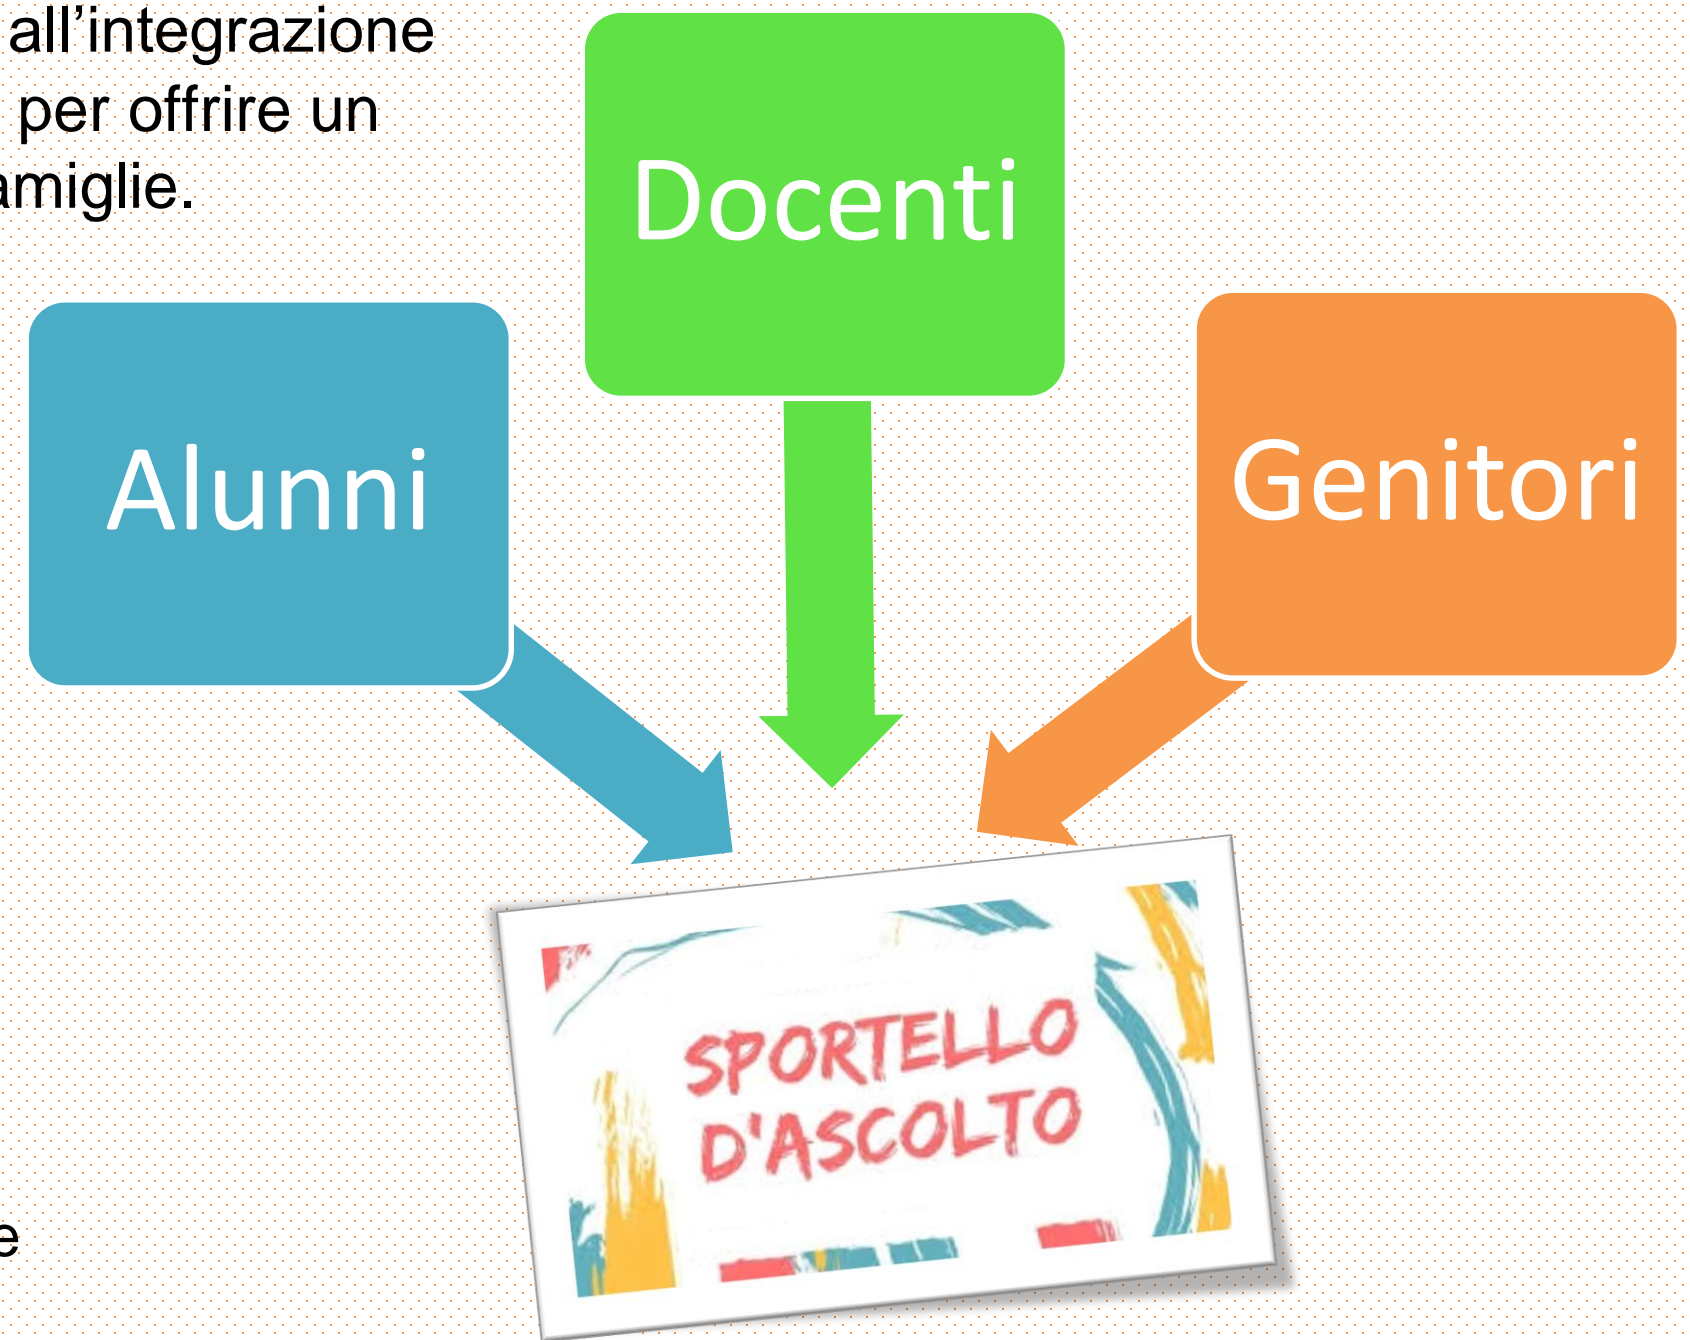 all’integrazione
per offrire un
amiglie.
Docenti
Alunni
Genitori
SPORTELLO
D'ASCOLTO
e